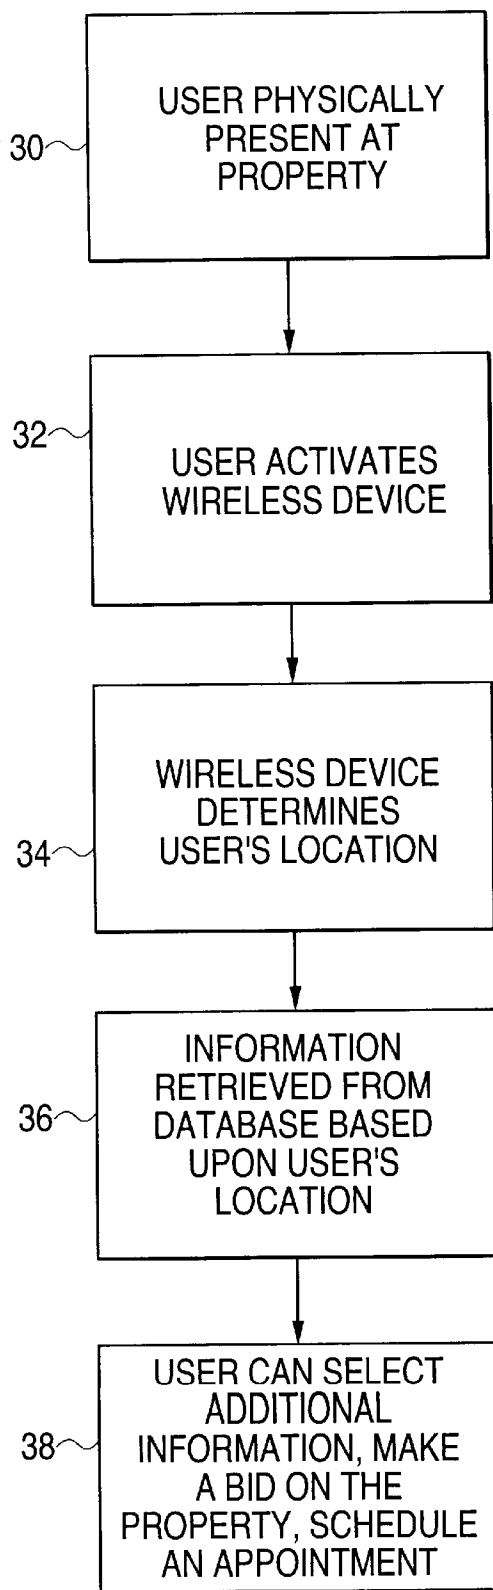 30
USER PHYSICALLY
PRESENT AT
PROPERTY
32
USER ACTIVATES
WIRELESS DEVICE
34
WIRELESS DEVICE
DETERMINES
USER'S LOCATION
36
INFORMATION
RETRIEVED FROM
DATABASE BASED
UPON USER'S
LOCATION
38
USER CAN SELECT
ADDITIONAL
INFORMATION, MAKE
A BID ON THE
PROPERTY, SCHEDULE
AN APPOINTMENT